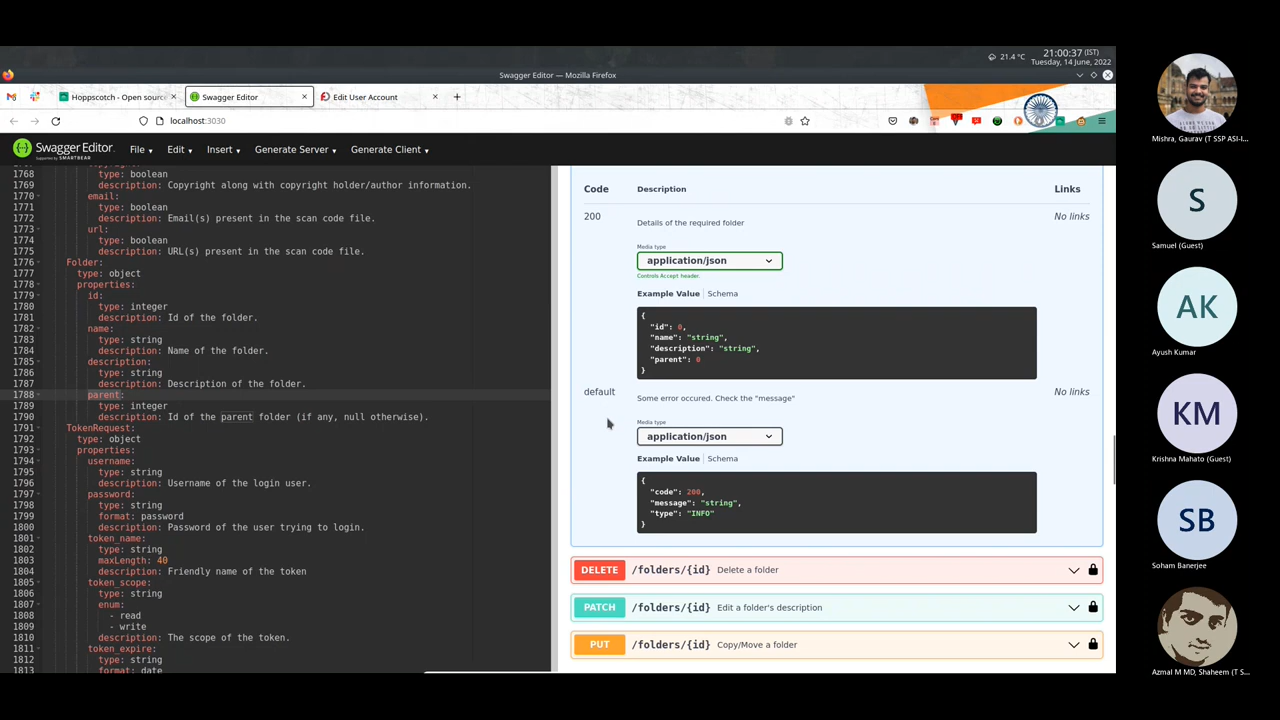 21.4 °C
21:00:37 (IST)
Tuesday, 14 June, 2022
Swagger Editor — Mozilla Firefox
Hoppscotch - Open sourc
Swagger Editor
Edit User Account
localhost:3030
Swagger Editor.
Supported by SMARTBEAR
File
Edit
Insert
Generate Server
Generate Client
1768 type: boolean
1769 description: Copyright along with copyright holder/author information.
1770 email:
1771 type: boolean
1772 description: Email(s) present in the scan code file.
1773 url:
1774 type: boolean
1775 description: URL(s) present in the scan code file.
1776 Folder:
1777 type: object
1778 properties:
1779 id:
1780 type: integer
1781 description: Id of the folder.
1782 name:
1783 type: string
1784 description: Name of the folder.
1785 description:
1786 type: string
1787 description: Description of the folder.
1788 parent:
1789 type: integer
1790 description: Id of the parent folder (if any, null otherwise).
1791 TokenRequest:
1792 type: object
1793 properties:
1794 username:
1795 type: string
1796 description: Username of the login user.
1797 password:
1798 type: string
1799 format: password
1800 description: Password of the user trying to login.
1801 token_name:
1802 type: string
1803 maxLength: 40
1804 description: Friendly name of the token
1805 token_scope:
1806 type: string
1807 enum:
1808 - read
1809 - write
1810 description: The scope of the token.
1811 token_expire:
1812 type: string
1813 format: date
Code Description Links
200 Details of the required folder No links
Media type
application/json
Controls Accept header.
Example Value Schema
{
"id": 0,
"name": "string",
"description": "string",
"parent": 0
}
default Some error occured. Check the "message" No links
Media type
application/json
Example Value Schema
{
"code": 200,
"message": "string",
"type": "INFO"
}
DELETE /folders/{id} Delete a folder
PATCH /folders/{id} Edit a folder's description
PUT /folders/{id} Copy/Move a folder
Mishra, Gaurav (T SSP ASI-I...
S
Samuel (Guest)
AK
Ayush Kumar
KM
Krishna Mahato (Guest)
SB
Soham Banerjee
Azmal M MD, Shaheem (T S...